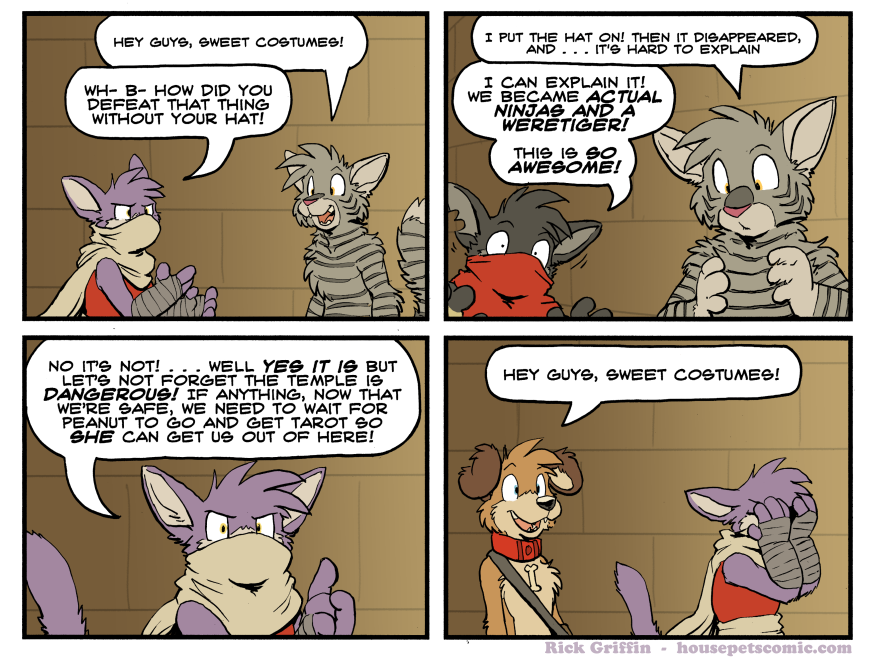 HEY GUYS, SWEET COSTUMES!
WH- B- HOW DID YOU
DEFEAT THAT THING
WITHOUT YOUR HAT!
I PUT THE HAT ON! THEN IT DISAPPEARED,
AND . . . IT'S HARD TO EXPLAIN
I CAN EXPLAIN IT!
WE BECAME ACTUAL
NINJAS AND A
WERETIGER!
THIS IS SO
AWESOME!
NO IT'S NOT! . . . WELL YES IT IS BUT
LET'S NOT FORGET THE TEMPLE IS
DANGEROUS! IF ANYTHING, NOW THAT
WE'RE SAFE, WE NEED TO WAIT FOR
PEANUT TO GO AND GET TAROT SO
SHE CAN GET US OUT OF HERE!
HEY GUYS, SWEET COSTUMES!
Rick Griffin - housepetscomic.com